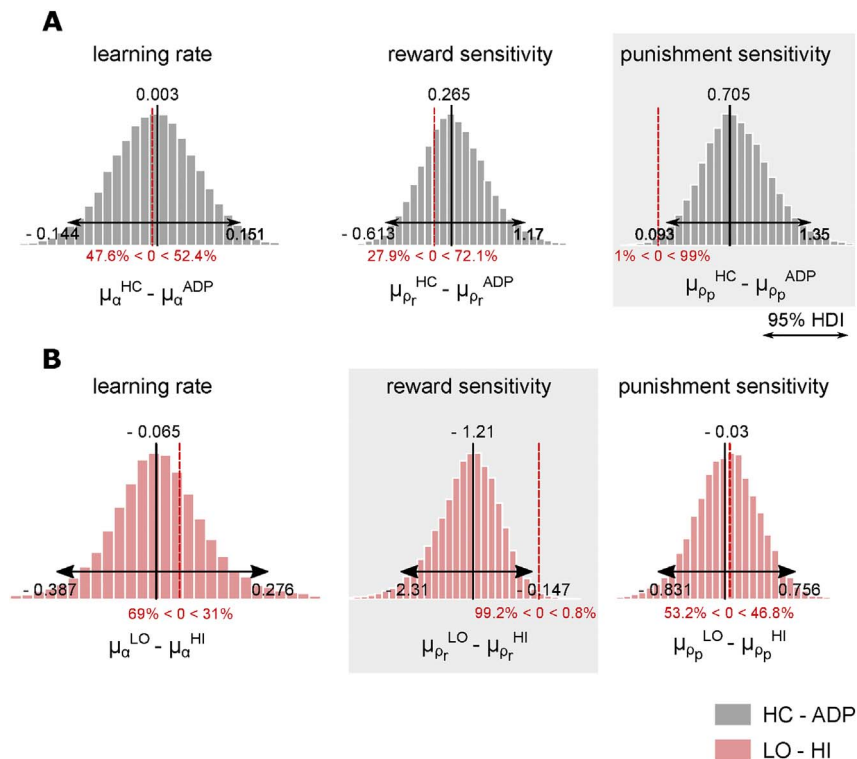 A
learning rate
reward sensitivity
punishment sensitivity
0.003
0.265
0.705
- 0.144
0.151
- 0.613
1.17
0.093
1.35
47.6% < 0 < 52.4%
27.9% < 0 < 72.1%
1% < 0 < 99%
μα^HC - μα^ADP
μρr^HC - μρr^ADP
μρp^HC - μρp^ADP
95% HDI
B
learning rate
reward sensitivity
punishment sensitivity
- 0.065
- 1.21
- 0.03
- 0.387
0.276
-2.31
- 0.147
- 0.831
0.756
69% < 0 < 31%
99.2% < 0 < 0.8%
53.2% < 0 < 46.8%
μα^LO - μα^HI
μρr^LO - μρr^HI
μρp^LO - μρp^HI
HC - ADP
LO - HI